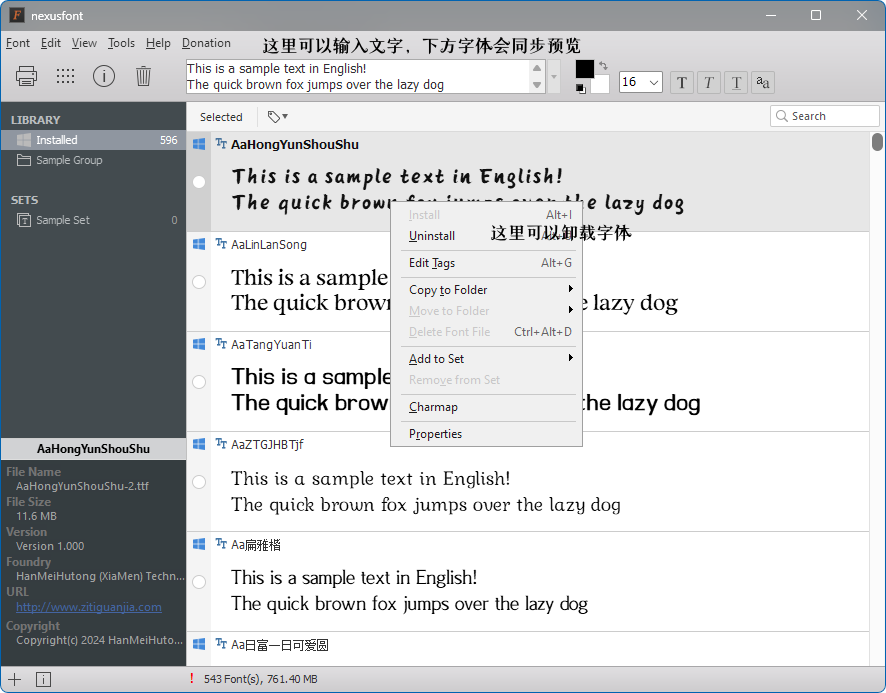 nexusfont
Font Edit View Tools Help Donation
这里可以输入文字，下方字体会同步预览
This is a sample text in English!
The quick brown fox jumps over the lazy dog
16
T T T aa
LIBRARY
Installed 596
Sample Group
SETS
Sample Set 0
Selected
Search
AaHongYunShouShu
This is a sample text in English!
The quick brown fox jumps over the lazy dog
AaLinLanSong
This is a sample
The quick brown e lazy dog
AaTangYuanTi
This is a sample
The quick brow the lazy dog
AaZTGJHBTjf
This is a sample text in English!
The quick brown fox jumps over the lazy dog
Aa扁雅楷
This is a sample text in English!
The quick brown fox jumps over the lazy dog
Aa日富一日可爱圆
Install Alt+I
Uninstall
这里可以卸载字体
Edit Tags Alt+G
Copy to Folder
Move to Folder
Delete Font File Ctrl+Alt+D
Add to Set
Remove from Set
Charmap
Properties
AaHongYunShouShu
File Name
AaHongYunShouShu-2.ttf
File Size
11.6 MB
Version
Version 1.000
Foundry
HanMeiHutong (XiaMen) Techn...
URL
http://www.zitiguanjia.com
Copyright
Copyright(c) 2024 HanMeiHuto...
! 543 Font(s), 761.40 MB